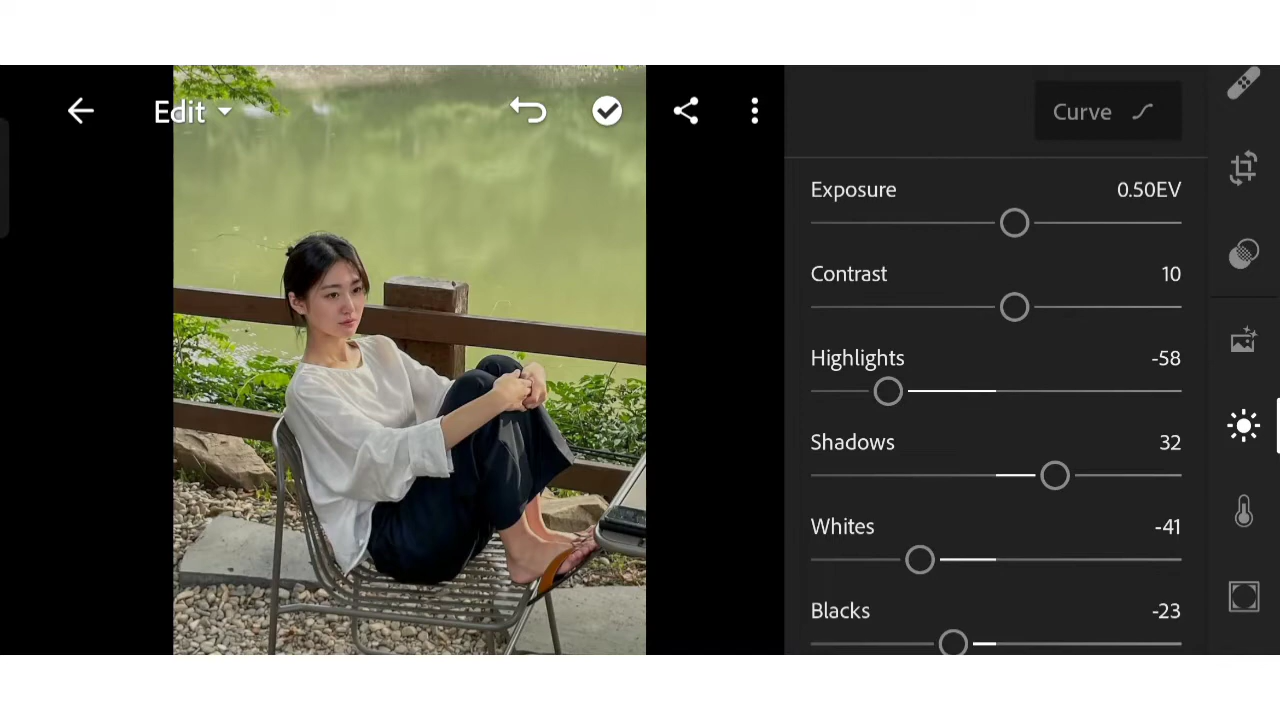 Edit
Curve
Exposure 0.50EV
Contrast 10
Highlights -58
Shadows 32
Whites -41
Blacks -23